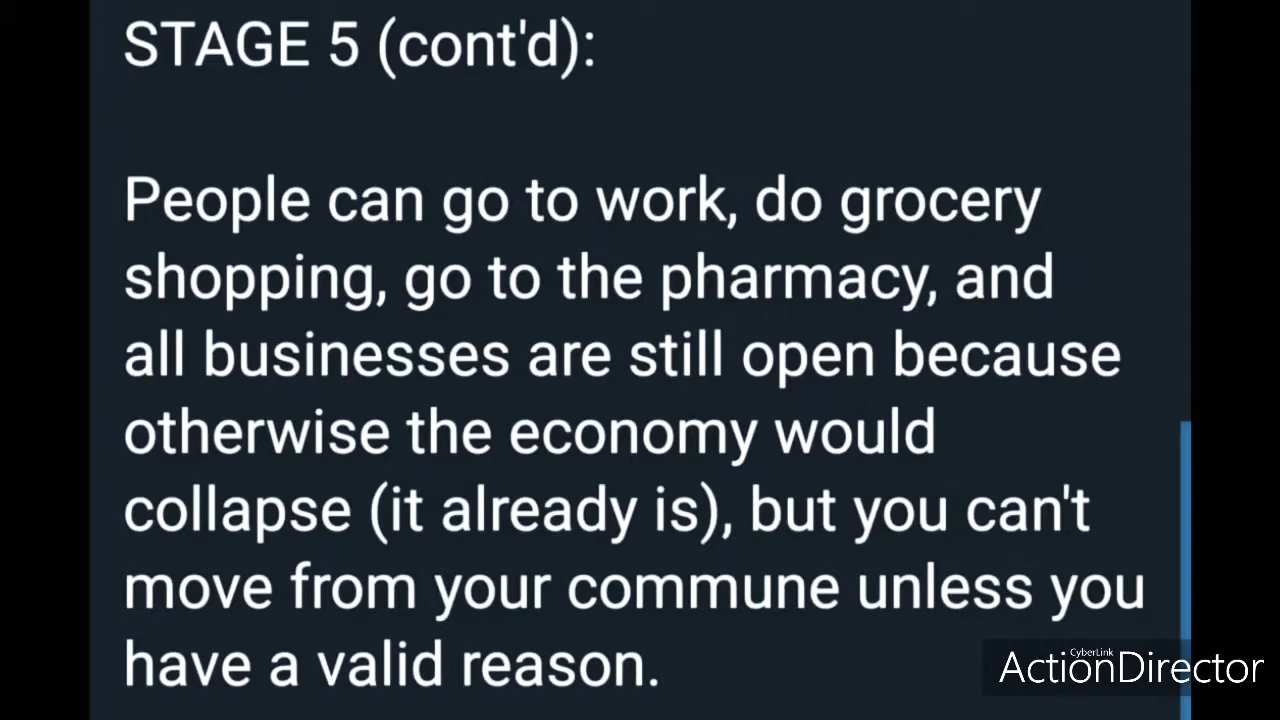 STAGE 5 (cont'd):
People can go to work, do grocery
shopping, go to the pharmacy, and
all businesses are still open because
otherwise the economy would
collapse (it already is), but you can't
move from your commune unless you
have a valid reason.
CyberLink
ActionDirector